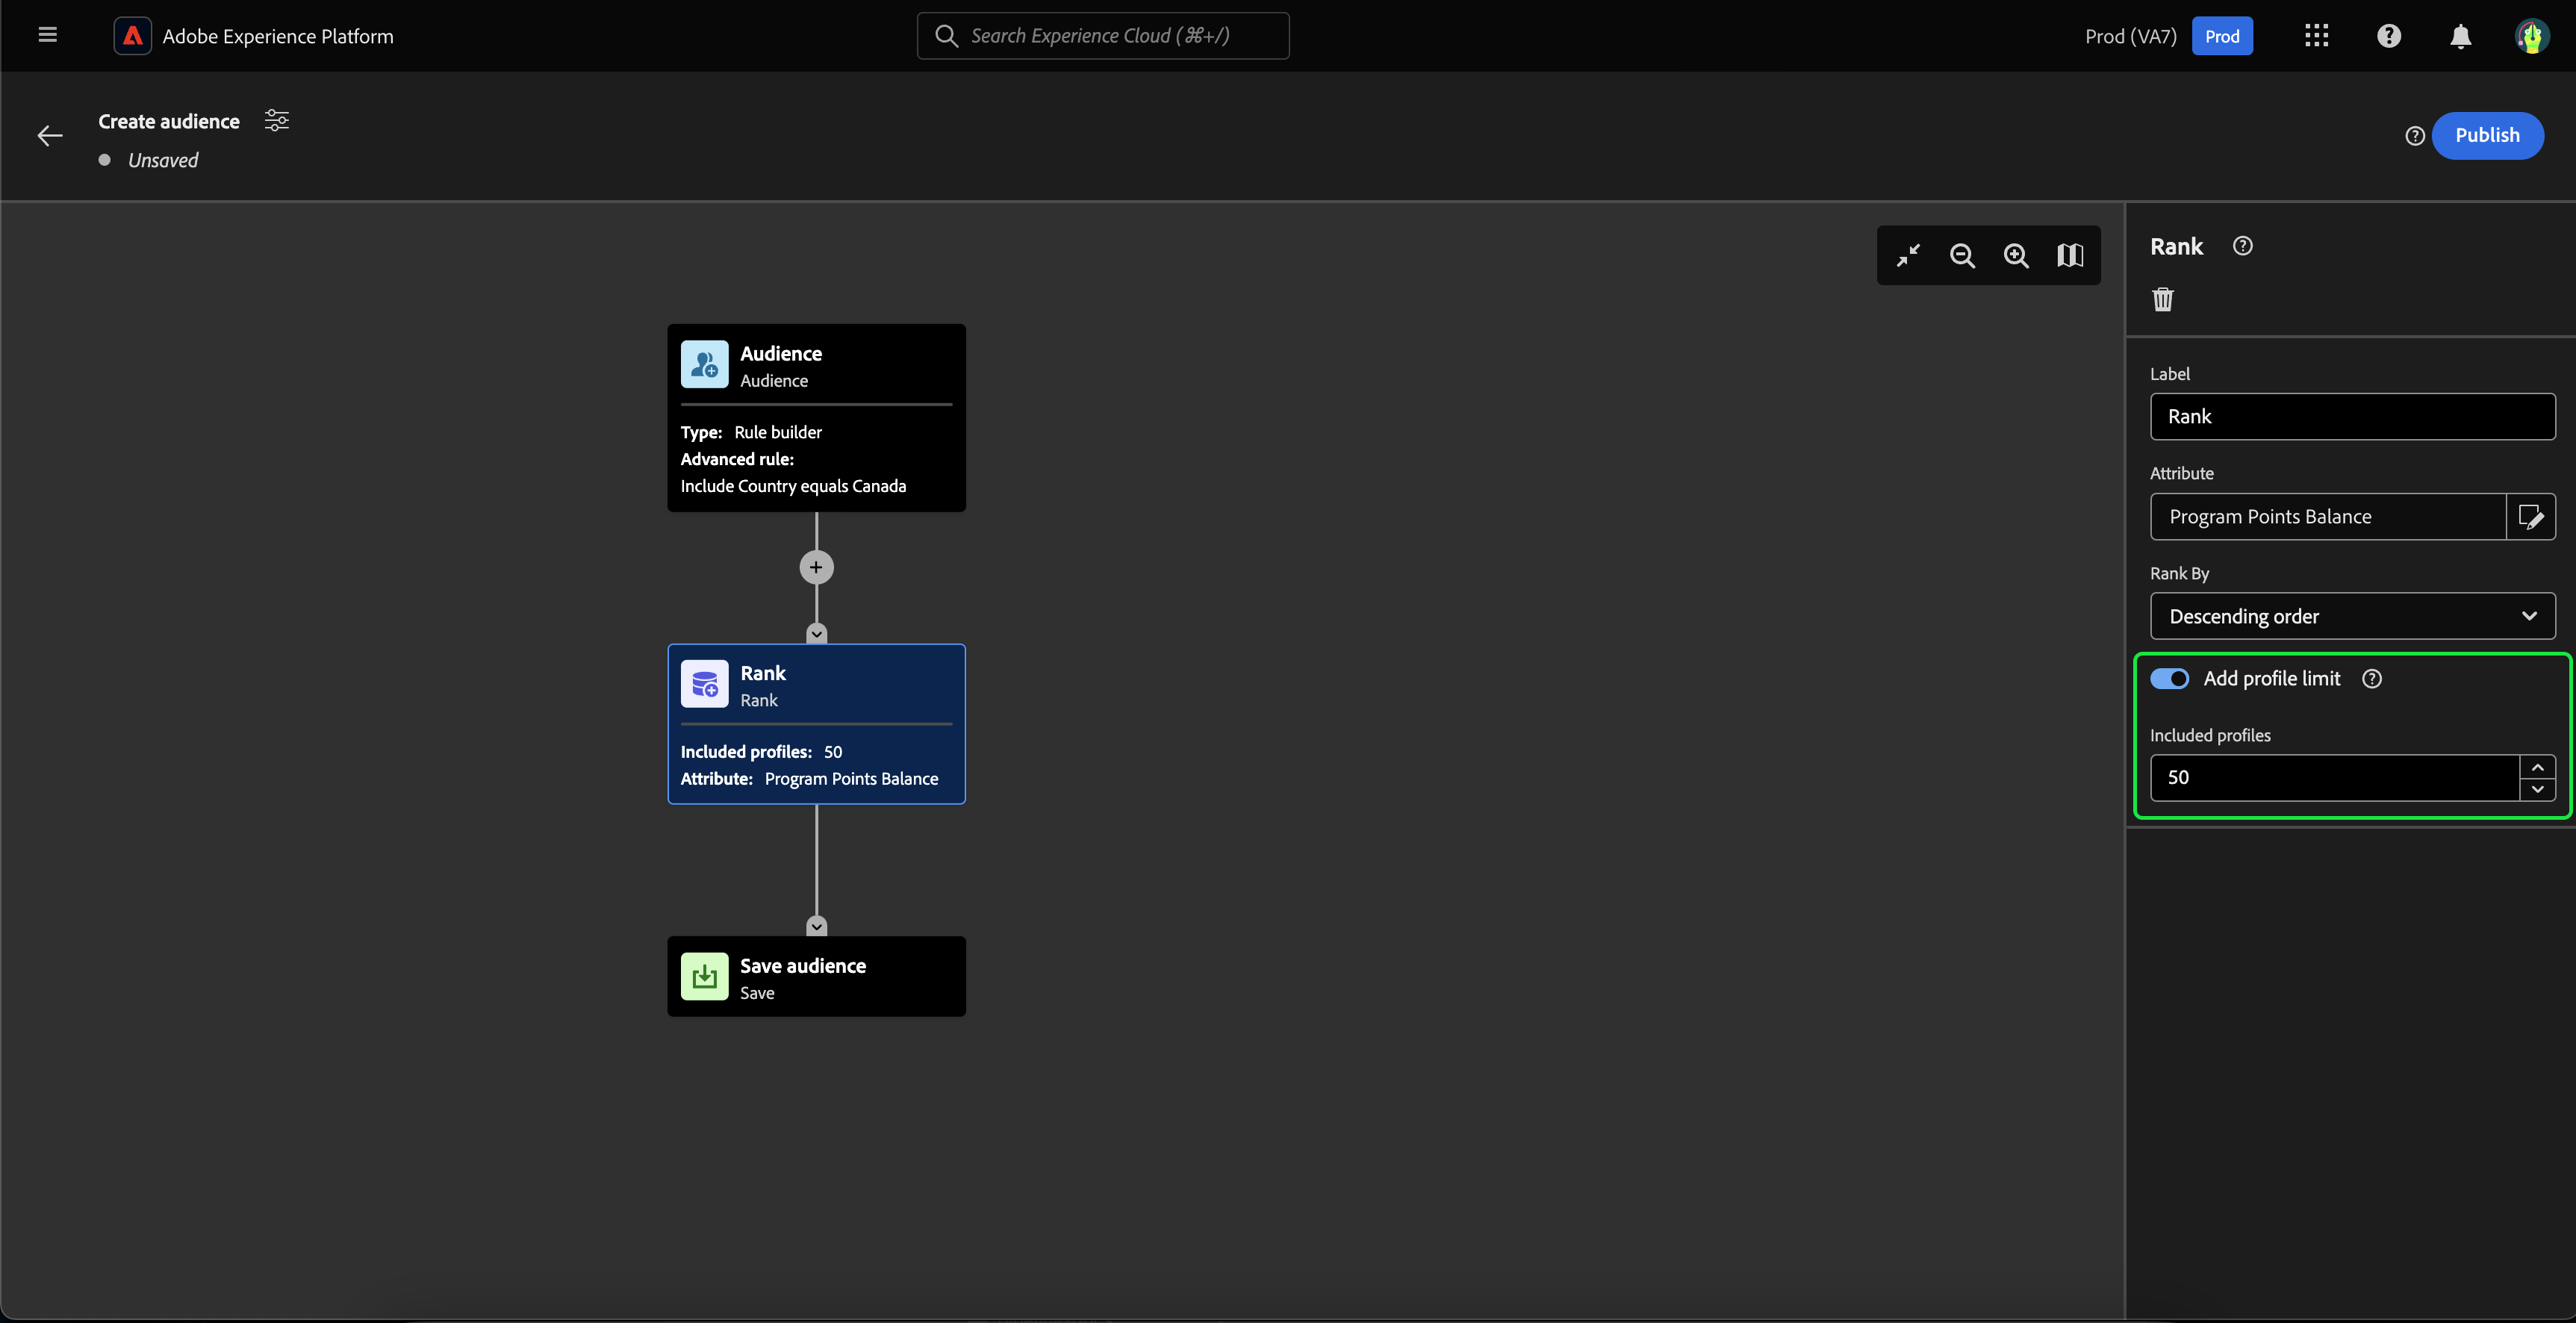 Adobe Experience Platform
Search Experience Cloud (⌘+/)
Prod (VA7)
Prod
Create audience
Unsaved
Publish
Audience
Audience
Type: Rule builder
Advanced rule:
Include Country equals Canada
Rank
Rank
Included profiles: 50
Attribute: Program Points Balance
Save audience
Save
Rank
Label
Rank
Attribute
Program Points Balance
Rank By
Descending order
Add profile limit
Included profiles
50